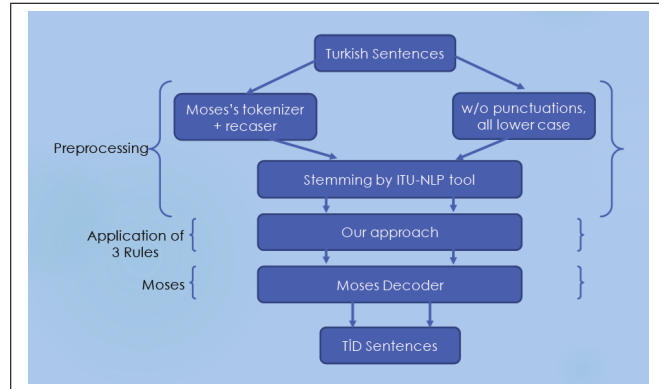 Turkish Sentences
Moses's tokenizer
+ recaser
w/o punctuations,
all lower case
Preprocessing
Stemming by ITU-NLP tool
Application of
3 Rules
Our approach
Moses
Moses Decoder
TİD Sentences